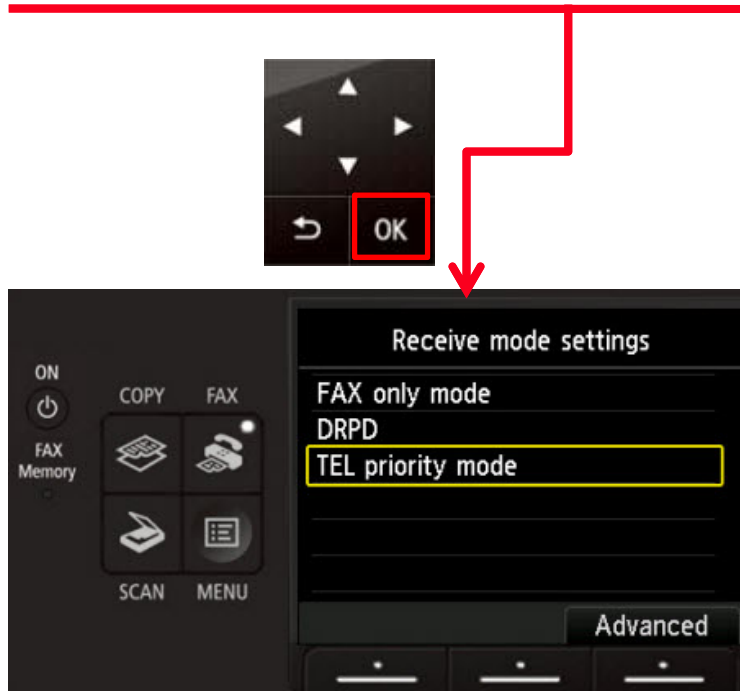 OK
Receive mode settings
ON
COPY FAX
FAX only mode
DRPD
FAX
Memory
TEL priority mode
SCAN MENU
Advanced